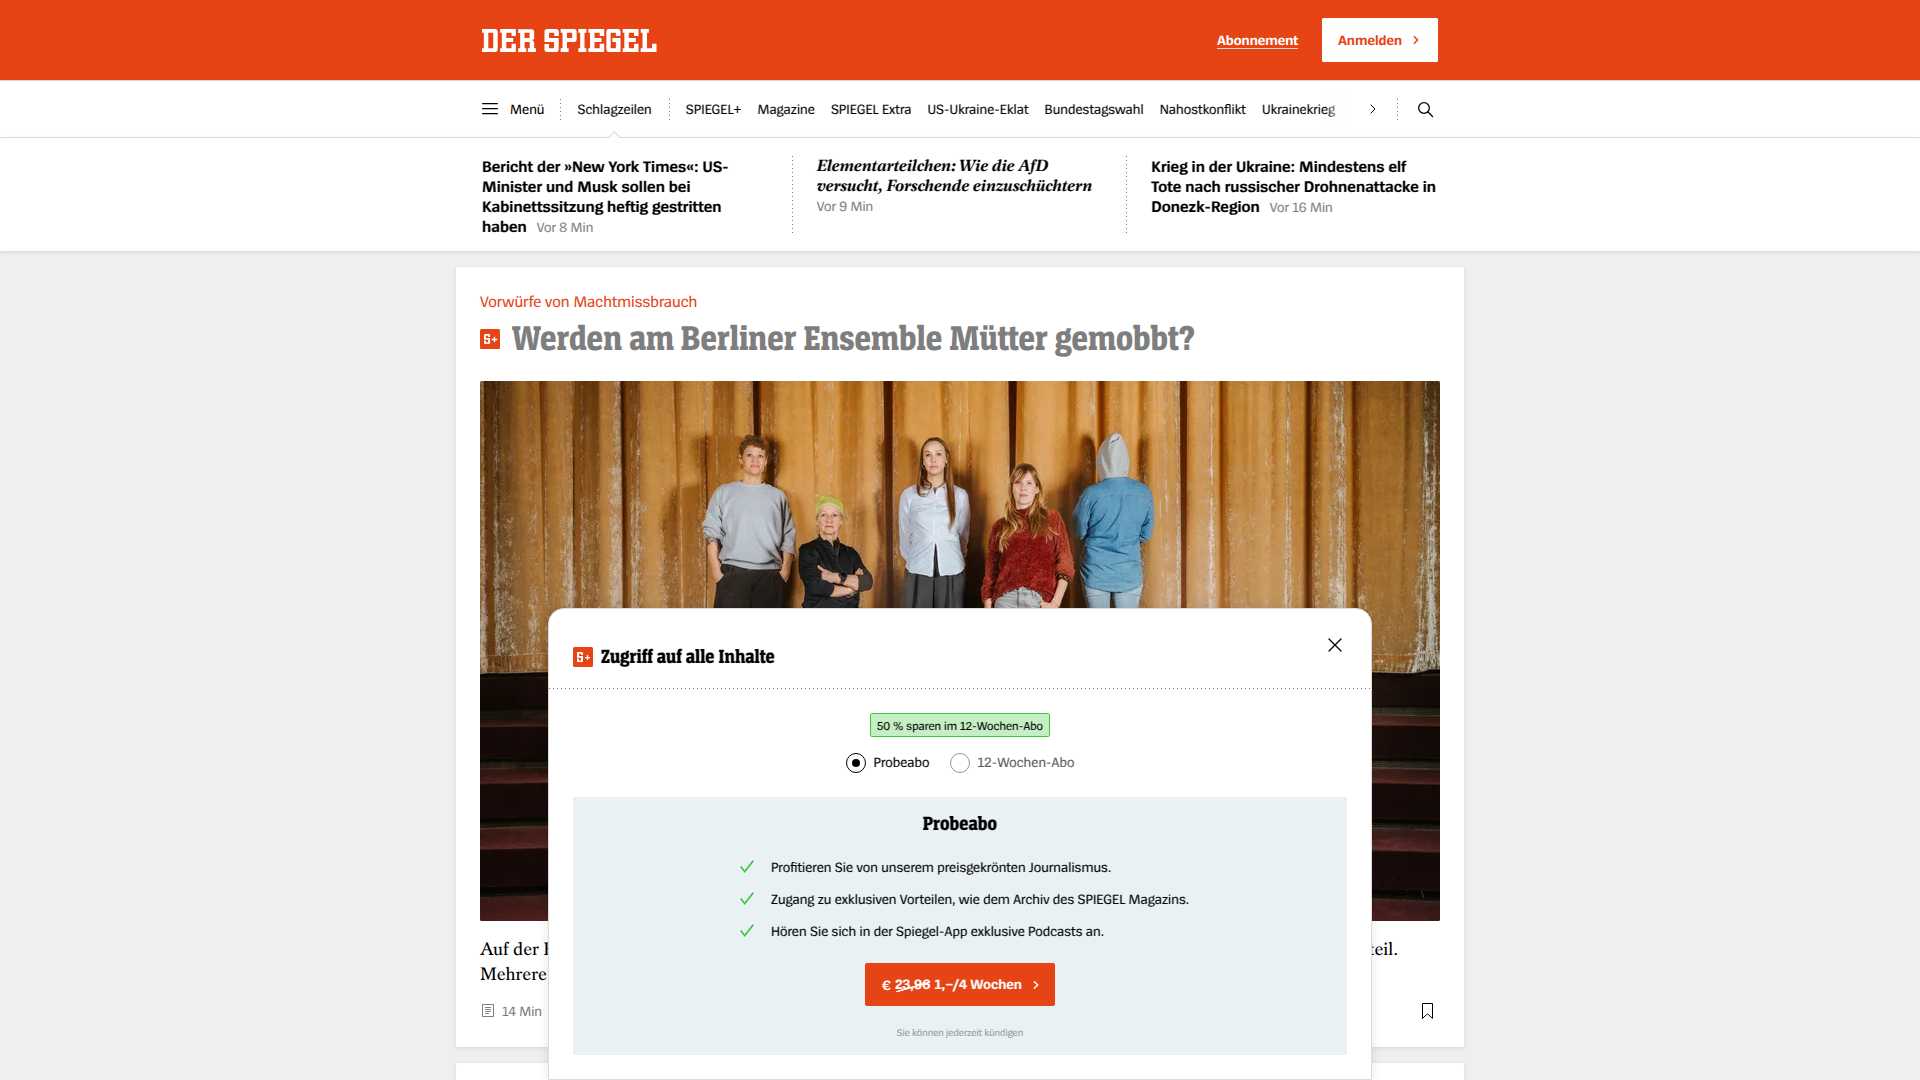 DER SPIEGEL
Abonnement
Anmelden
Menü
Schlagzeilen
SPIEGEL+
Magazine
SPIEGEL Extra
US-Ukraine-Eklat
Bundestagswahl
Nahostkonflikt
Ukrainekrieg
Bericht der »New York Times«: US-
Minister und Musk sollen bei
Kabinettssitzung heftig gestritten
haben Vor 8 Min
Elementarteilchen: Wie die AfD
versucht, Forschende einzuschüchtern
Vor 9 Min
Krieg in der Ukraine: Mindestens elf
Tote nach russischer Drohnenattacke in
Donezk-Region Vor 16 Min
Vorwürfe von Machtmissbrauch
S+ Werden am Berliner Ensemble Mütter gemobbt?
S+ Zugriff auf alle Inhalte
50 % sparen im 12-Wochen-Abo
Probeabo
12-Wochen-Abo
Probeabo
Profitieren Sie von unserem preisgekrönten Journalismus.
Zugang zu exklusiven Vorteilen, wie dem Archiv des SPIEGEL Magazins.
Hören Sie sich in der Spiegel-App exklusive Podcasts an.
€ 23,96 1,–/4 Wochen
Sie können jederzeit kündigen
Auf der
teil.
Mehrere
14 Min